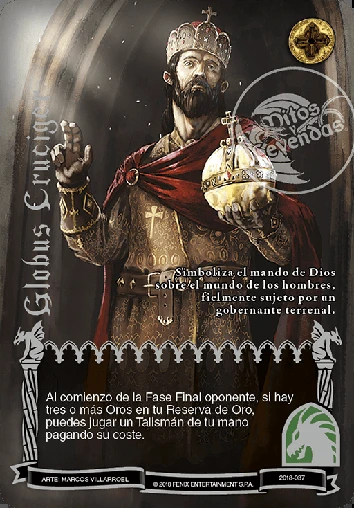 Mitos
y
Leyendas
Globus Cruciger
Simboliza el mando de Dios
sobre el mundo de los hombres,
fielmente sujeto por un
gobernante terrenal.
Al comienzo de la Fase Final oponente, si hay
tres o más Oros en tu Reserva de Oro,
puedes jugar un Talismán de tu mano
pagando su coste.
ARTE: MARCOS VILLARROEL
© 2018 FENIX ENTERTAINMENT S.P.A.
2018-037